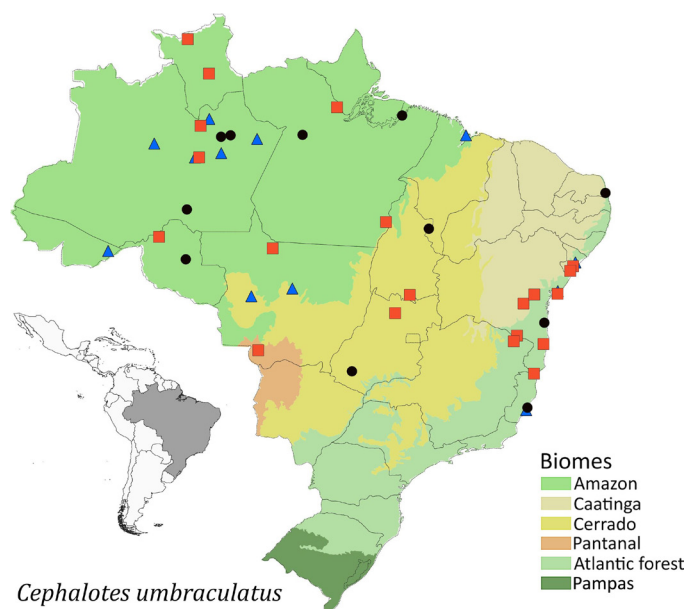 Biomes
Amazon
Caatinga
Cerrado
Pantanal
Atlantic forest
Pampas
Cephalotes umbraculatus